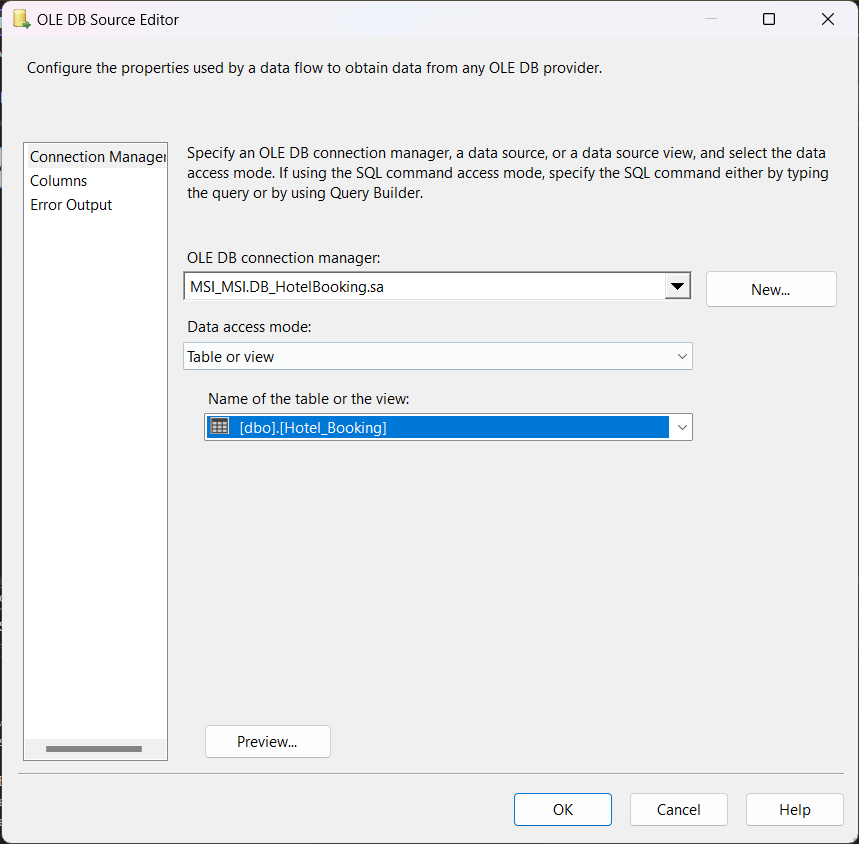 OLE DB Source Editor
Configure the properties used by a data flow to obtain data from any OLE DB provider.
Connection Manager
Columns
Error Output
Specify an OLE DB connection manager, a data source, or a data source view, and select the data
access mode. If using the SQL command access mode, specify the SQL command either by typing
the query or by using Query Builder.
OLE DB connection manager:
MSI_MSI.DB_HotelBooking.sa
New...
Data access mode:
Table or view
Name of the table or the view:
[dbo].[Hotel_Booking]
Preview...
OK
Cancel
Help